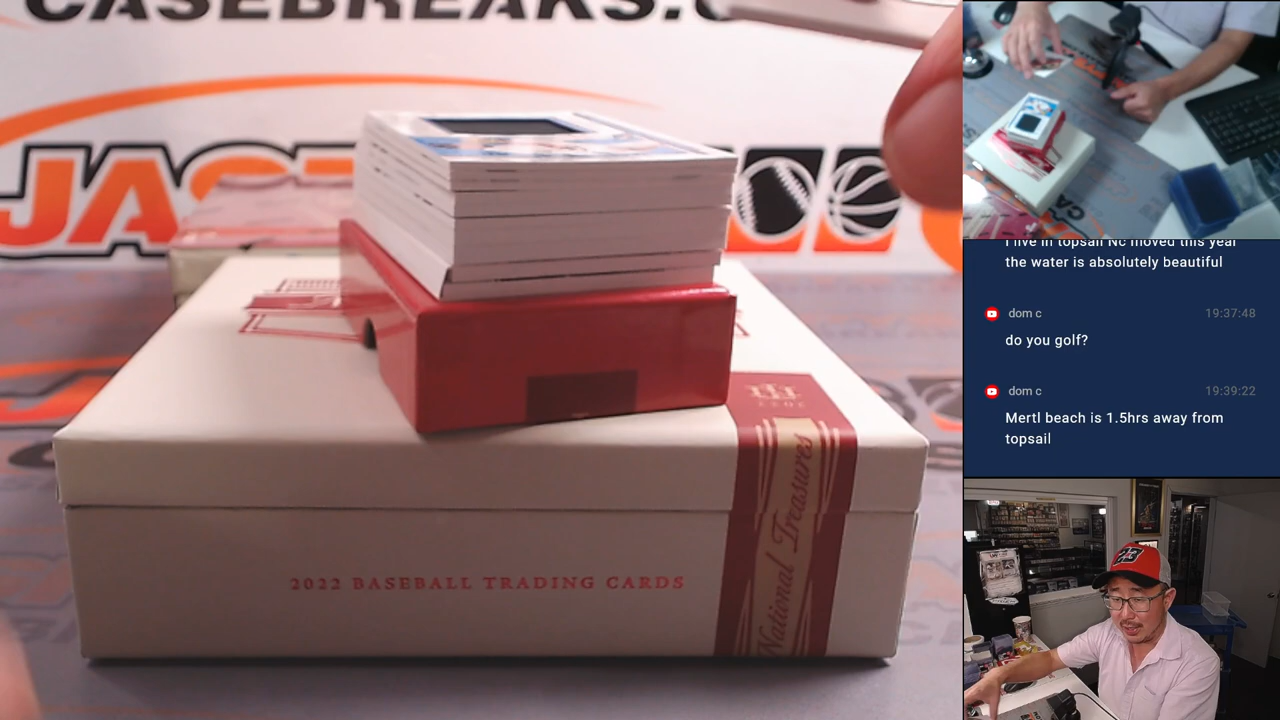 CASEBREAKS.C
JAS
2022 BASEBALL TRADING CARDS
National Treasures
I live in topsail Nc moved this year
the water is absolutely beautiful
dom c 19:37:48
do you golf?
dom c 19:39:22
Mertl beach is 1.5hrs away from
topsail
23